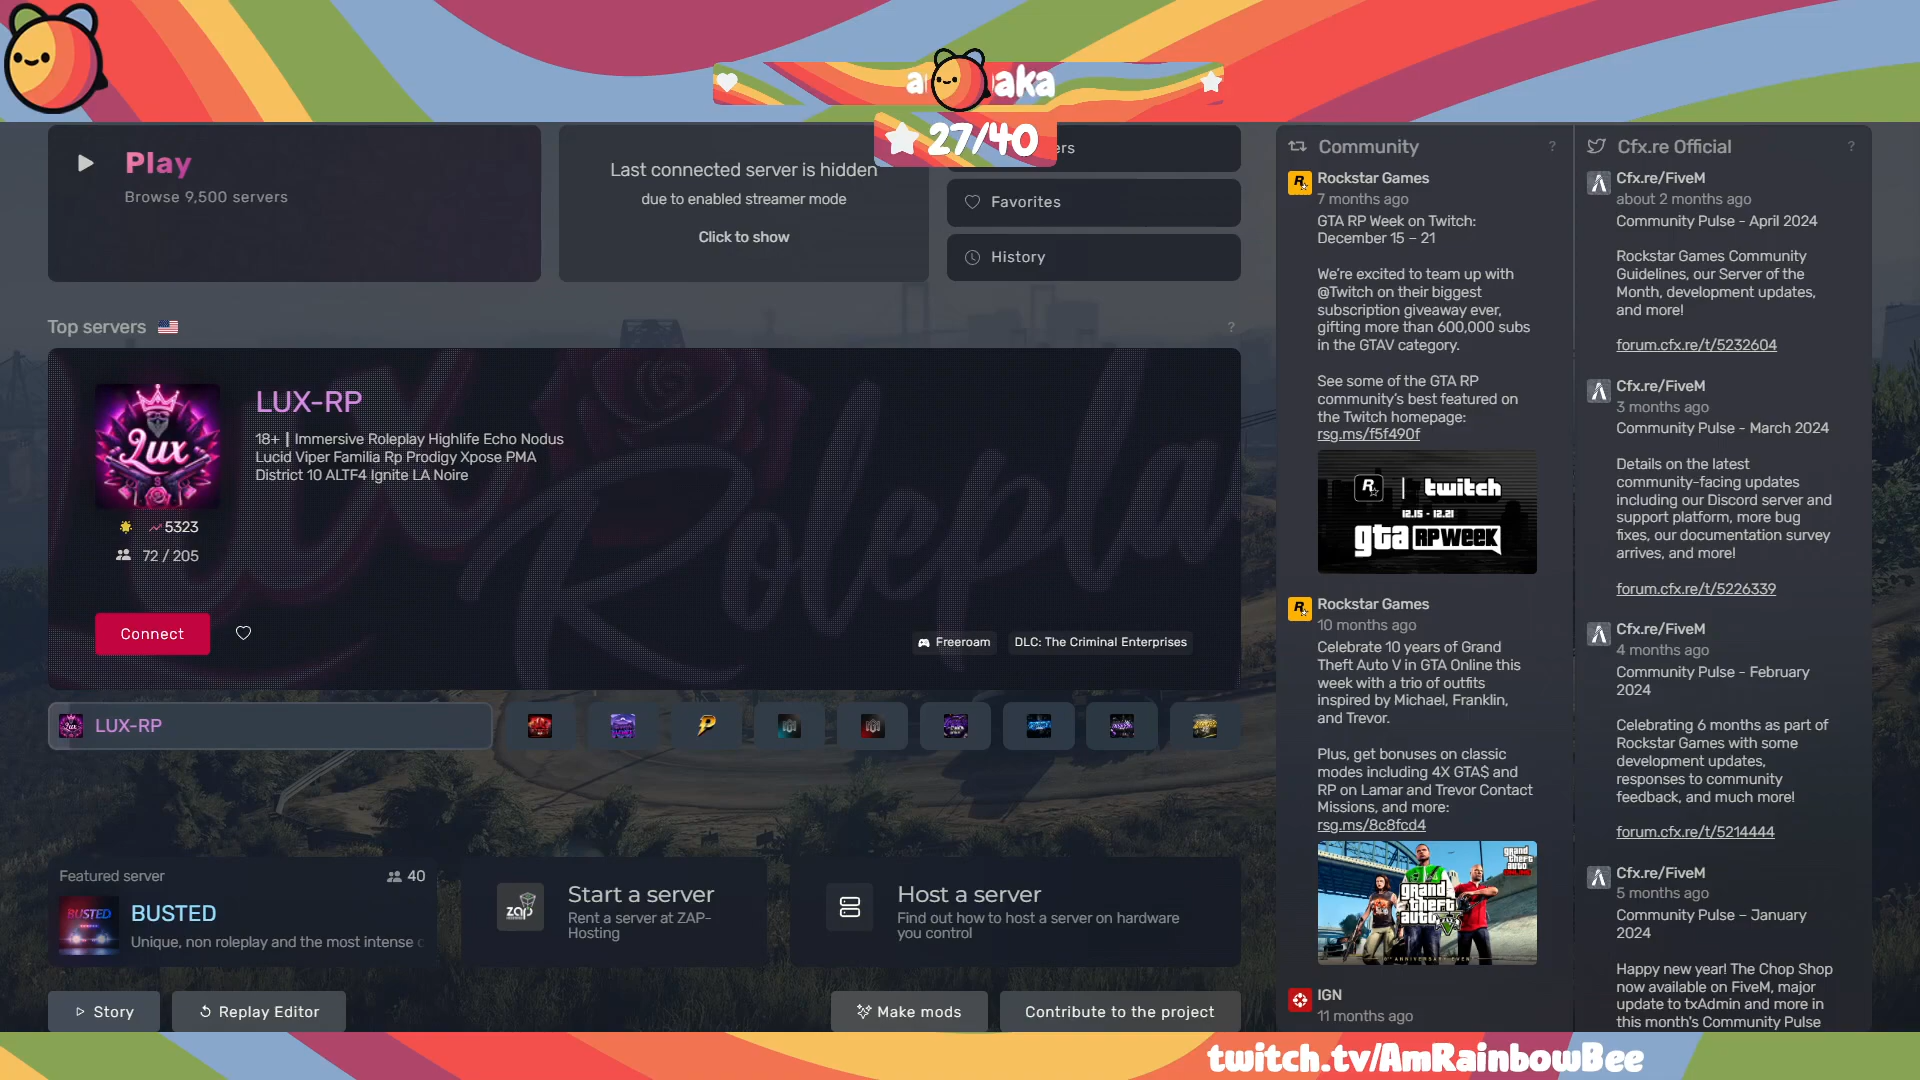 aka
27/40
Play
Browse 9,500 servers
Last connected server is hidden
due to enabled streamer mode
Click to show
Favorites
History
Top servers
LUX-RP
18+ | Immersive Roleplay Highlife Echo Nodus
Lucid Viper Familia Rp Prodigy Xpose PMA
District 10 ALTF4 Ignite LA Noire
Lux
5323
72 / 205
Connect
Freeroam
DLC: The Criminal Enterprises
Roleplay
LUX-RP
Featured server
40
BUSTED
BUSTED
Unique, non roleplay and the most intense
zap
Start a server
Rent a server at ZAP-
Hosting
Host a server
Find out how to host a server on hardware
you control
Story
Replay Editor
Make mods
Contribute to the project
Community
?
Rockstar Games
7 months ago
GTA RP Week on Twitch:
December 15 – 21
We're excited to team up with
@Twitch on their biggest
subscription giveaway ever,
gifting more than 600,000 subs
in the GTAV category.
See some of the GTA RP
community's best featured on
the Twitch homepage:
rsg.ms/f5f490f
R | twitch
12.15 - 12.21
gta RP WEEK
Rockstar Games
10 months ago
Celebrate 10 years of Grand
Theft Auto V in GTA Online this
week with a trio of outfits
inspired by Michael, Franklin,
and Trevor.
Plus, get bonuses on classic
modes including 4X GTA$ and
RP on Lamar and Trevor Contact
Missions, and more:
rsg.ms/8c8fcd4
grand
theft
auto
grand
theft
auto
IGN
11 months ago
Cfx.re Official
?
Cfx.re/FiveM
about 2 months ago
Community Pulse - April 2024
Rockstar Games Community
Guidelines, our Server of the
Month, development updates,
and more!
forum.cfx.re/t/5232604
Cfx.re/FiveM
3 months ago
Community Pulse - March 2024
Details on the latest
community-facing updates
including our Discord server and
support platform, more bug
fixes, our documentation survey
arrives, and more!
forum.cfx.re/t/5226339
Cfx.re/FiveM
4 months ago
Community Pulse - February
2024
Celebrating 6 months as part of
Rockstar Games with some
development updates,
responses to community
feedback, and much more!
forum.cfx.re/t/5214444
Cfx.re/FiveM
5 months ago
Community Pulse – January
2024
Happy new year! The Chop Shop
now available on FiveM, major
update to txAdmin and more in
this month's Community Pulse
twitch.tv/AmRainbowBee